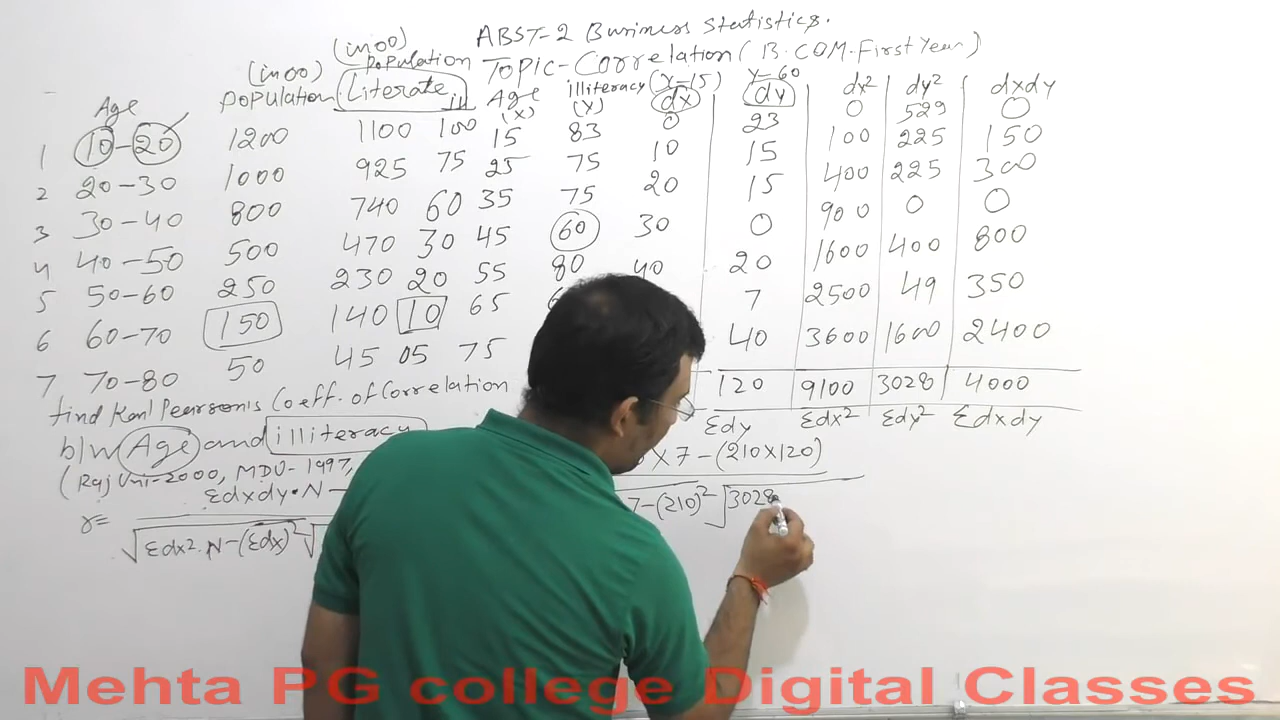 ABST-2 Business Statistics.
Topic-Correlation (B.COM-First Year)
(in 00)
(in 00) population illiteracy (x-15) y-60
Age population Literate ill Age (x) (Y) dx dy dx² dy² dxdy
1 10-20 1200 1100 100 15 83 0 23 0 529 0
2 20-30 1000 925 75 25 75 10 15 100 225 150
3 30-40 800 740 60 35 75 20 15 400 225 300
4 40-50 500 470 30 45 60 30 0 900 0 0
5 50-60 250 230 20 55 80 40 20 1600 400 800
6 60-70 150 140 10 65 7 2500 49 350
7 70-80 50 45 05 75 40 3600 1600 2400
120 9100 3028 4000
Σdy Σdx² Σdy² Σdxdy
find Karl Pearson's Coeff. of Correlation
b/w Age and illiteracy
(Raj Uni-2000, MDU-1997,
r= Σdxdy.N -
√Σdx².N-(Σdx)² √
X 7 - (210X120)
7-(210)² √3028
Mehta PG college Digital Classes